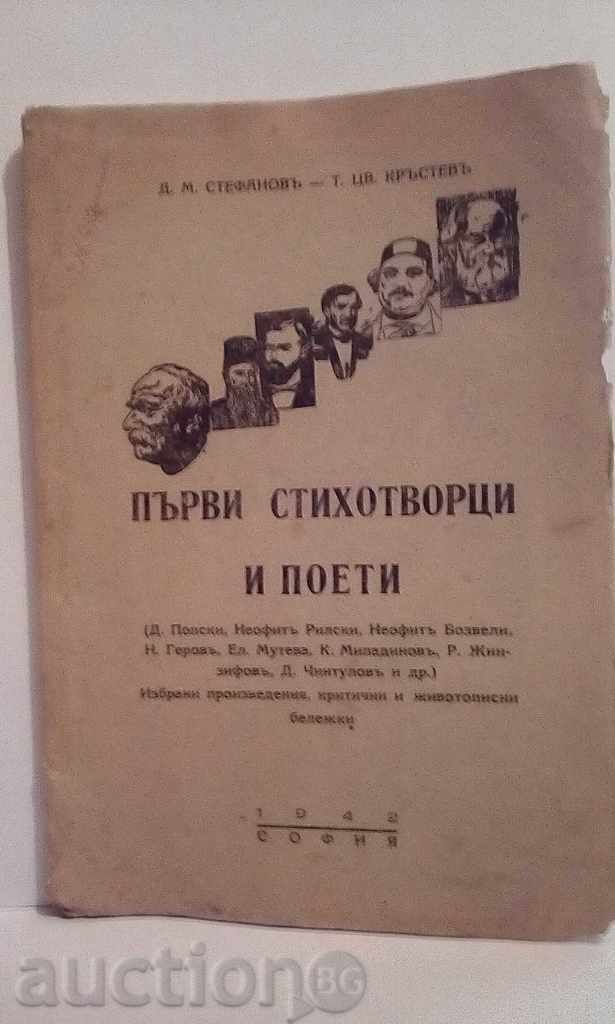 Д. М. СТЕФАНОВЪ — Т. ЦВ. КРЪСТЕВЪ
ПЪРВИ СТИХОТВОРЦИ
И ПОЕТИ
(Д. Попски, Неофитъ Рилски, Неофитъ Бозвели,
Н. Геровъ, Ел. Мутева, К. Миладиновъ, Р. Жин-
зифовъ, Д. Чинтуловъ и др.)
Избрани произведения, критични и животописни
бележки
1942
СОФИЯ
auction BG